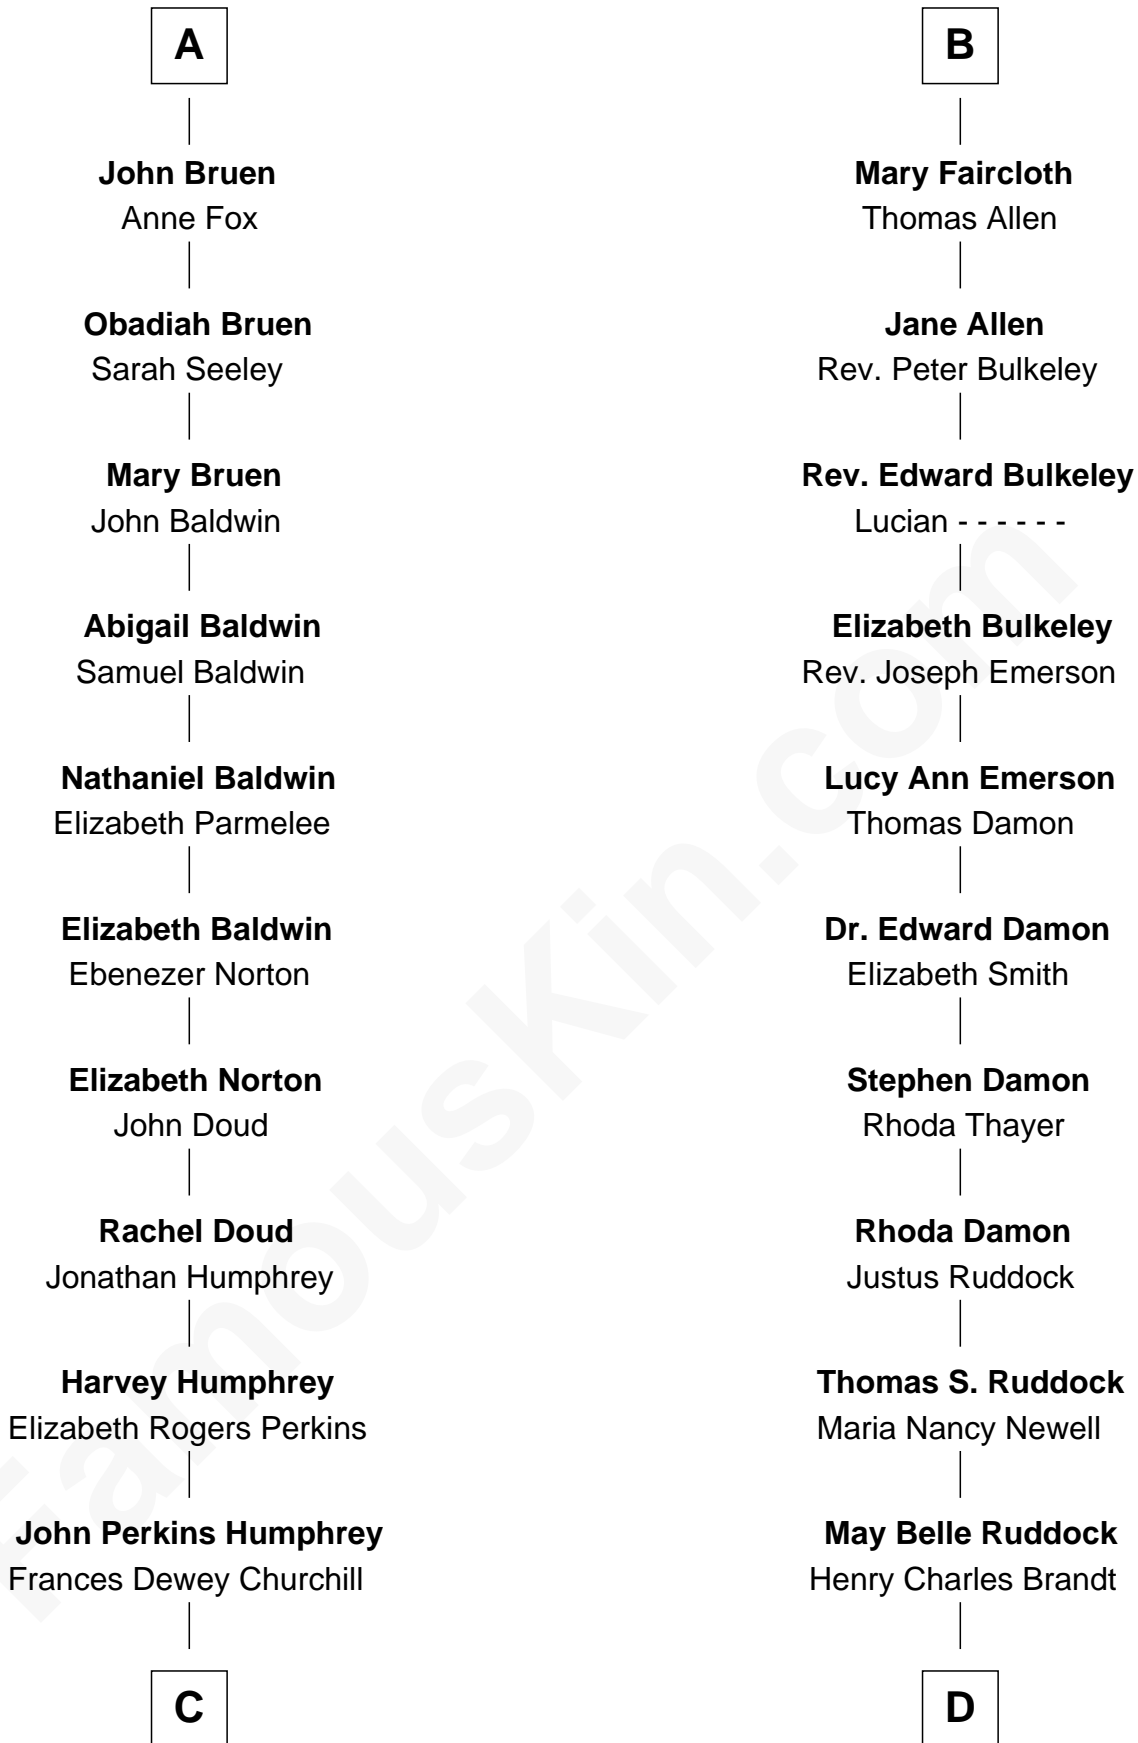 A
John Bruen
Anne Fox
Obadiah Bruen
Sarah Seeley
Mary Bruen
John Baldwin
Abigail Baldwin
Samuel Baldwin
Nathaniel Baldwin
Elizabeth Parmelee
Elizabeth Baldwin
Ebenezer Norton
Elizabeth Norton
John Doud
Rachel Doud
Jonathan Humphrey
Harvey Humphrey
Elizabeth Rogers Perkins
John Perkins Humphrey
Frances Dewey Churchill
C
B
Mary Faircloth
Thomas Allen
Jane Allen
Rev. Peter Bulkeley
Rev. Edward Bulkeley
Lucian - - - - - -
Elizabeth Bulkeley
Rev. Joseph Emerson
Lucy Ann Emerson
Thomas Damon
Dr. Edward Damon
Elizabeth Smith
Stephen Damon
Rhoda Thayer
Rhoda Damon
Justus Ruddock
Thomas S. Ruddock
Maria Nancy Newell
May Belle Ruddock
Henry Charles Brandt
D
FamousKin.com